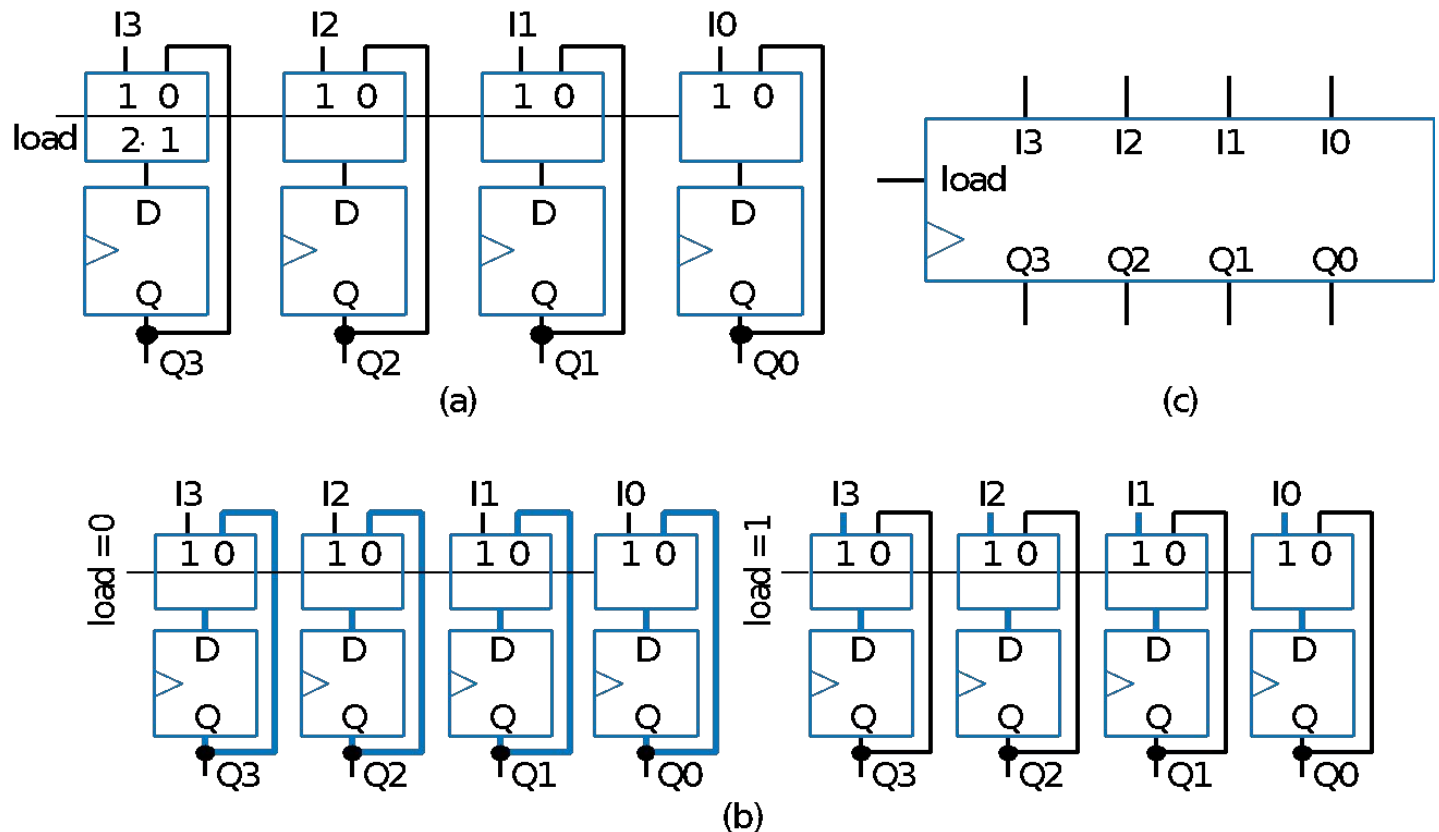 I3 I2 I1 I0
1 0 1 0 1 0 1 0
load 2· 1
D D D D
Q Q Q Q
Q3 Q2 Q1 Q0
(a)
I3 I2 I1 I0
load
Q3 Q2 Q1 Q0
(c)
load =0
I3 I2 I1 I0
1 0 1 0 1 0 1 0
D D D D
Q Q Q Q
Q3 Q2 Q1 Q0
load =1
I3 I2 I1 I0
1 0 1 0 1 0 1 0
D D D D
Q Q Q Q
Q3 Q2 Q1 Q0
(b)